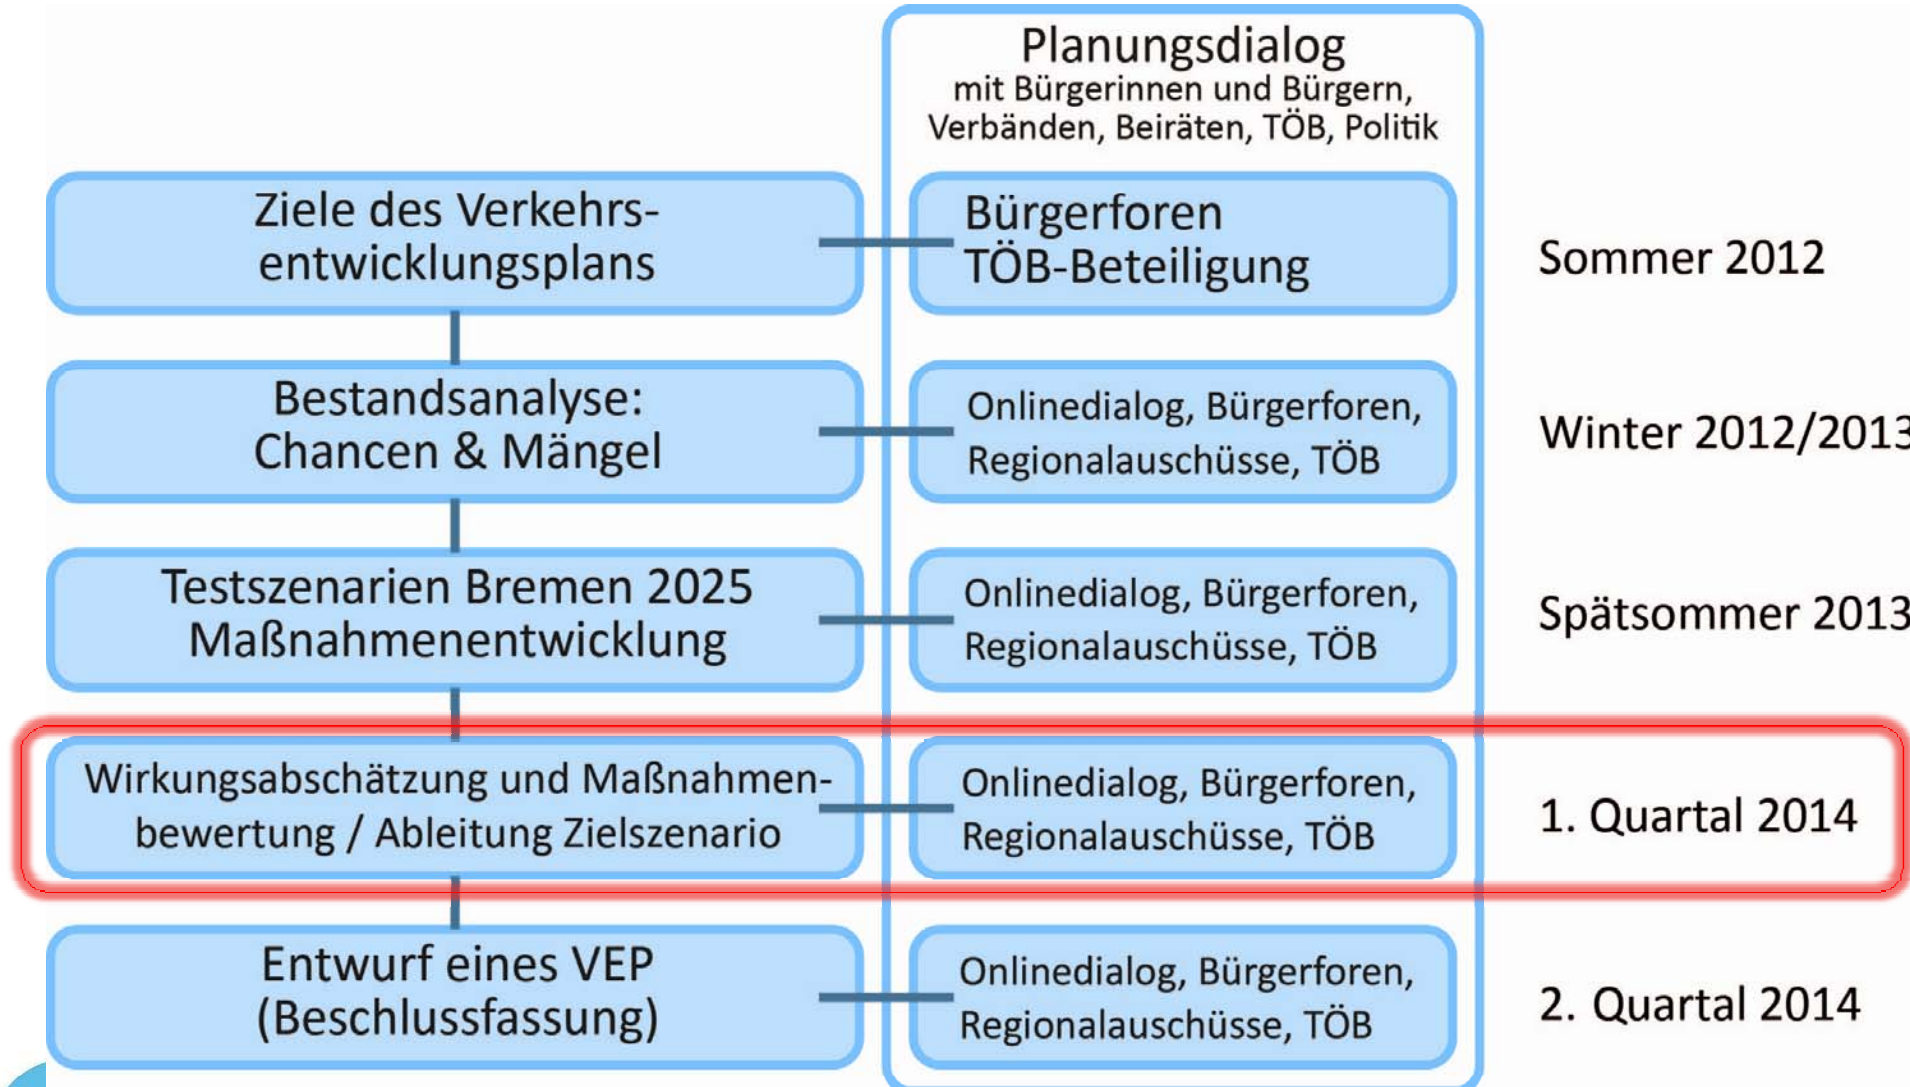 Planungsdialog
mit Bürgerinnen und Bürgern,
Verbänden, Beiräten, TÖB, Politik
Ziele des Verkehrs-
entwicklungsplans
Bürgerforen
TÖB-Beteiligung
Sommer 2012
Bestandsanalyse:
Chancen & Mängel
Onlinedialog, Bürgerforen,
Regionalauschüsse, TÖB
Winter 2012/2013
Testszenarien Bremen 2025
Maßnahmenentwicklung
Onlinedialog, Bürgerforen,
Regionalauschüsse, TÖB
Spätsommer 2013
Wirkungsabschätzung und Maßnahmen-
bewertung / Ableitung Zielszenario
Onlinedialog, Bürgerforen,
Regionalauschüsse, TÖB
1. Quartal 2014
Entwurf eines VEP
(Beschlussfassung)
Onlinedialog, Bürgerforen,
Regionalauschüsse, TÖB
2. Quartal 2014